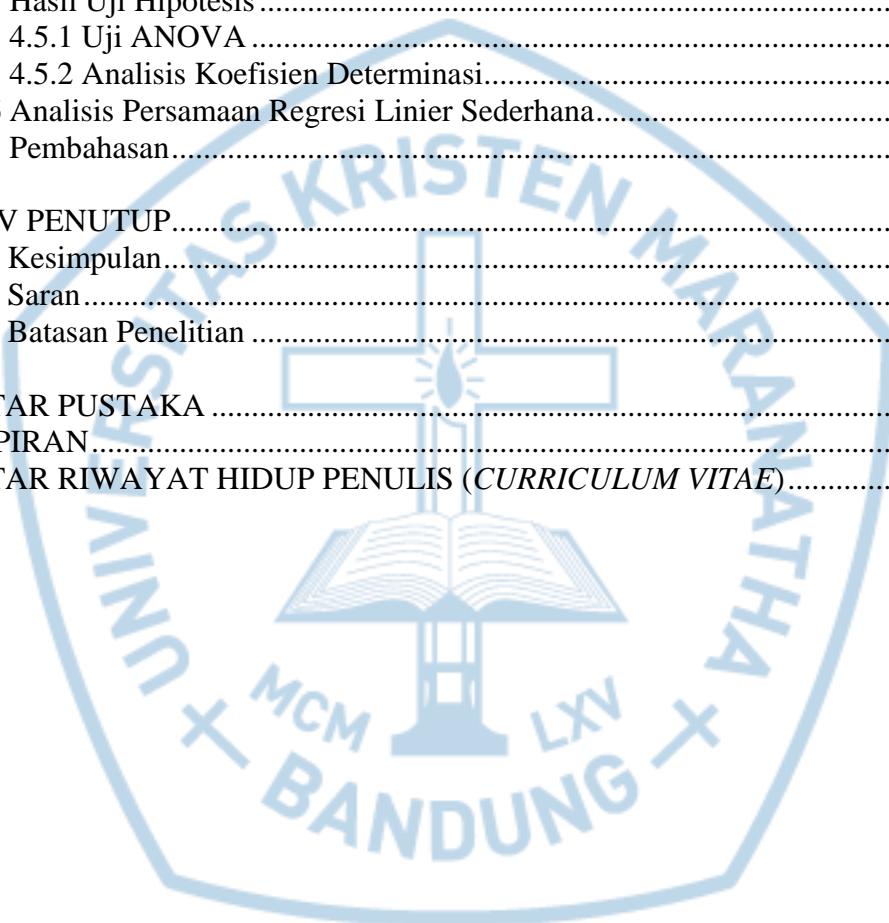 Hasil Uji Hipotesis
4.5.1 Uji ANOVA
4.5.2 Analisis Koefisien Determinasi
Analisis Persamaan Regresi Linier Sederhana
Pembahasan
V PENUTUP
Kesimpulan
Saran
Batasan Penelitian
TAR PUSTAKA
PIRAN
TAR RIWAYAT HIDUP PENULIS (CURRICULUM VITAE)
UNIVERSITAS KRISTEN MARANATHA
MCM LXV
BANDUNG